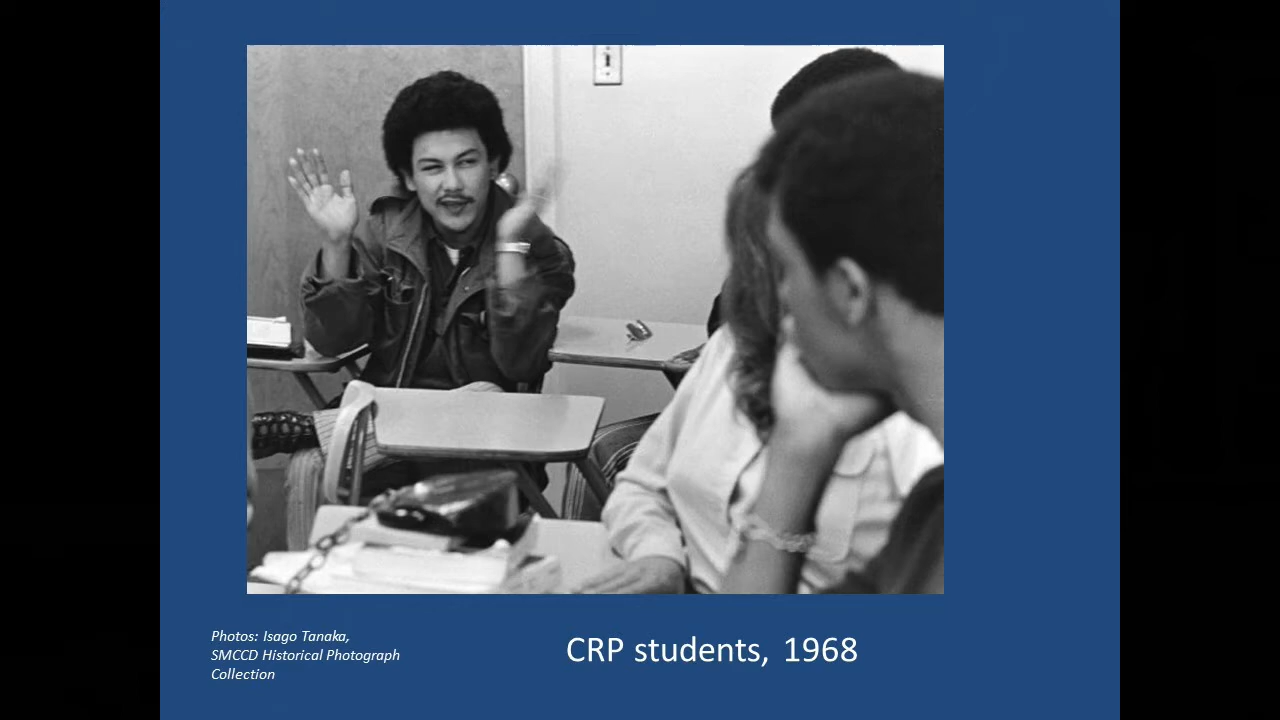 Photos: Isago Tanaka,
SMCCD Historical Photograph
Collection
CRP students, 1968